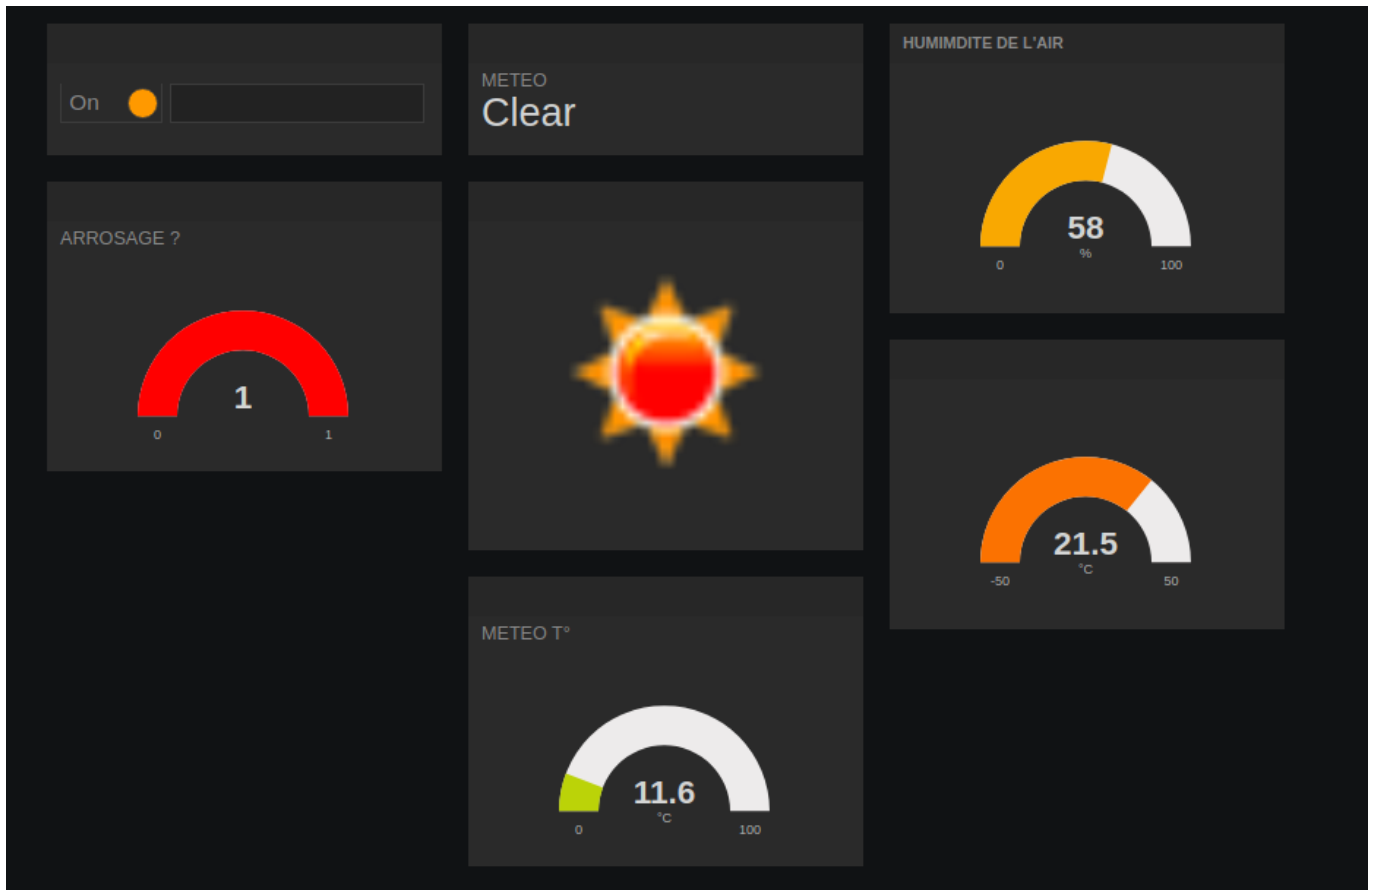 On
ARROSAGE ?
1
0 1
METEO
Clear
METEO T°
11.6
°C
0 100
HUMIMDITE DE L'AIR
58
%
0 100
21.5
°C
-50 50